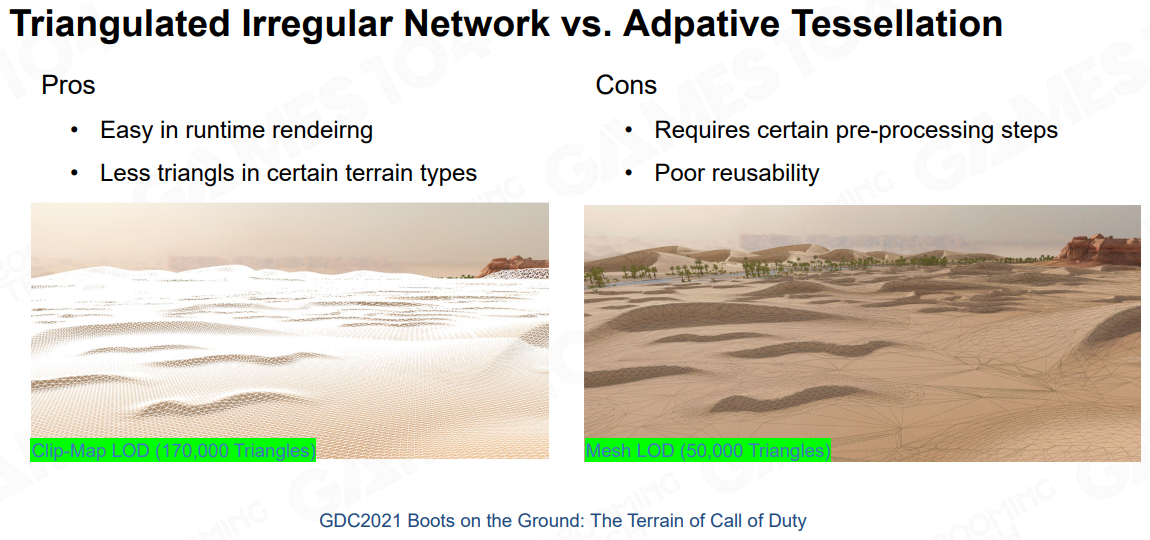 Triangulated Irregular Network vs. Adpative Tessellation
Pros
• Easy in runtime rendeirng
• Less triangls in certain terrain types
Cons
• Requires certain pre-processing steps
• Poor reusability
Clip-Map LOD (170,000 Triangles)
Mesh LOD (50,000 Triangles)
GDC2021 Boots on the Ground: The Terrain of Call of Duty
GAMES104
BOOMING